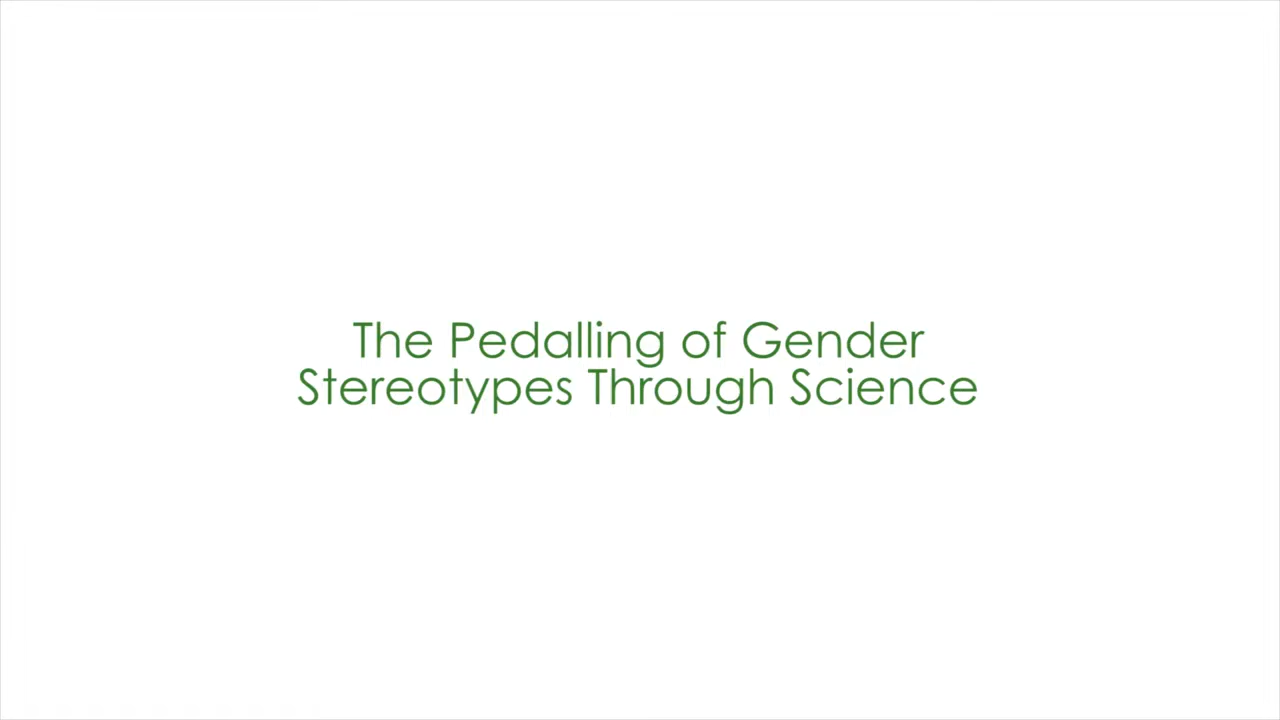 The Pedalling of Gender
Stereotypes Through Science